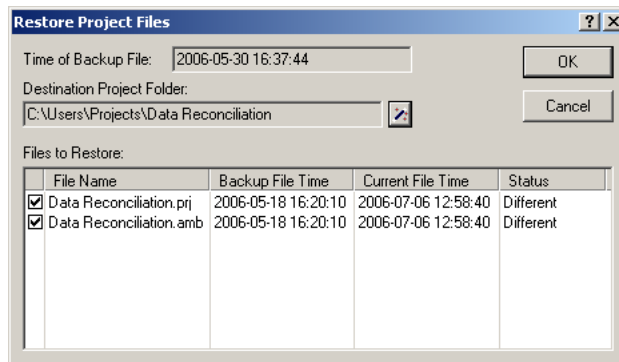 Restore Project Files
Time of Backup File: 2006-05-30 16:37:44
OK
Destination Project Folder:
C:\Users\Projects\Data Reconciliation
Cancel
Files to Restore:
File Name Backup File Time Current File Time Status
Data Reconciliation.prj 2006-05-18 16:20:10 2006-07-06 12:58:40 Different
Data Reconciliation.amb 2006-05-18 16:20:10 2006-07-06 12:58:40 Different